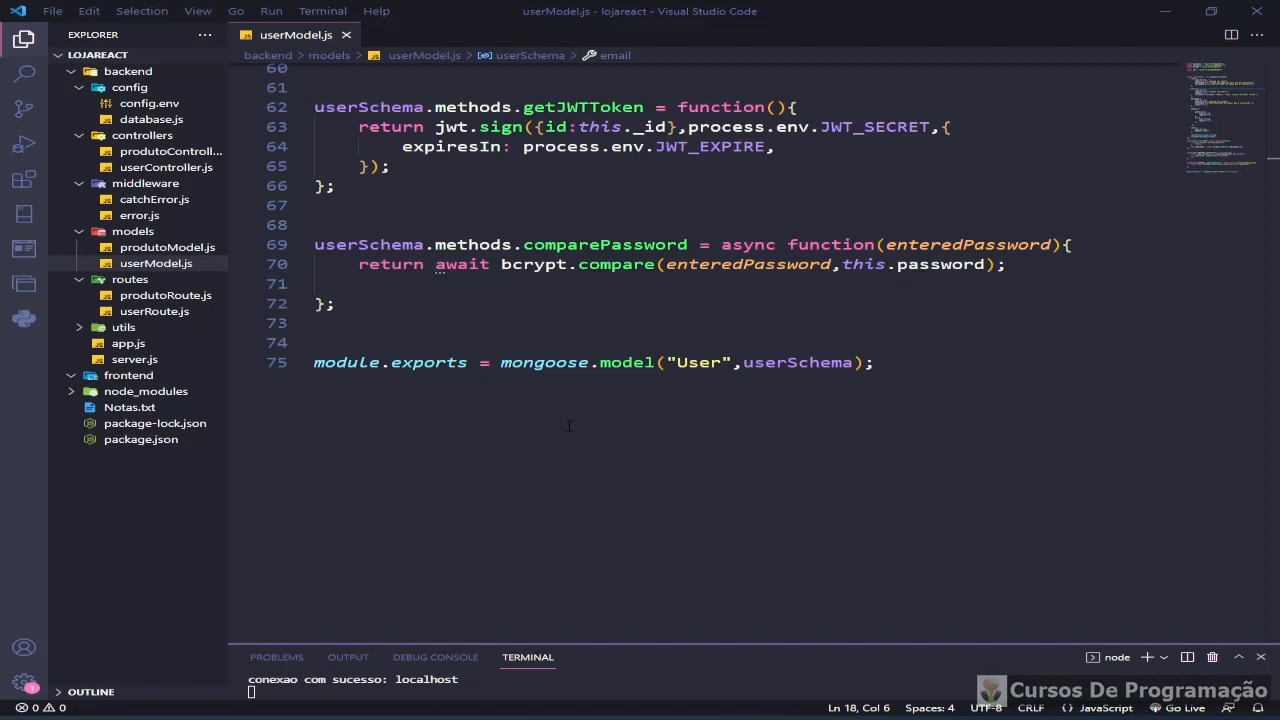 File Edit Selection View Go Run Terminal Help userModel.js - lojareact - Visual Studio Code
EXPLORER
userModel.js
LOJAREACT
backend > models > userModel.js > userSchema > email
backend
config
config.env
database.js
controllers
produtoControll...
userController.js
middleware
catchError.js
error.js
models
produtoModel.js
userModel.js
routes
produtoRoute.js
userRoute.js
utils
app.js
server.js
frontend
node_modules
Notas.txt
package-lock.json
package.json
OUTLINE
60
61
62 userSchema.methods.getJWTToken = function(){
63 return jwt.sign({id:this._id},process.env.JWT_SECRET,{
64 expiresIn: process.env.JWT_EXPIRE,
65 });
66 };
67
68
69 userSchema.methods.comparePassword = async function(enteredPassword){
70 return await bcrypt.compare(enteredPassword,this.password);
71
72 };
73
74
75 module.exports = mongoose.model("User",userSchema);
PROBLEMS OUTPUT DEBUG CONSOLE TERMINAL node
conexao com sucesso: localhost
Cursos De Programação
1
0 0 Ln 18, Col 6 Spaces: 4 UTF-8 CRLF {} JavaScript Go Live